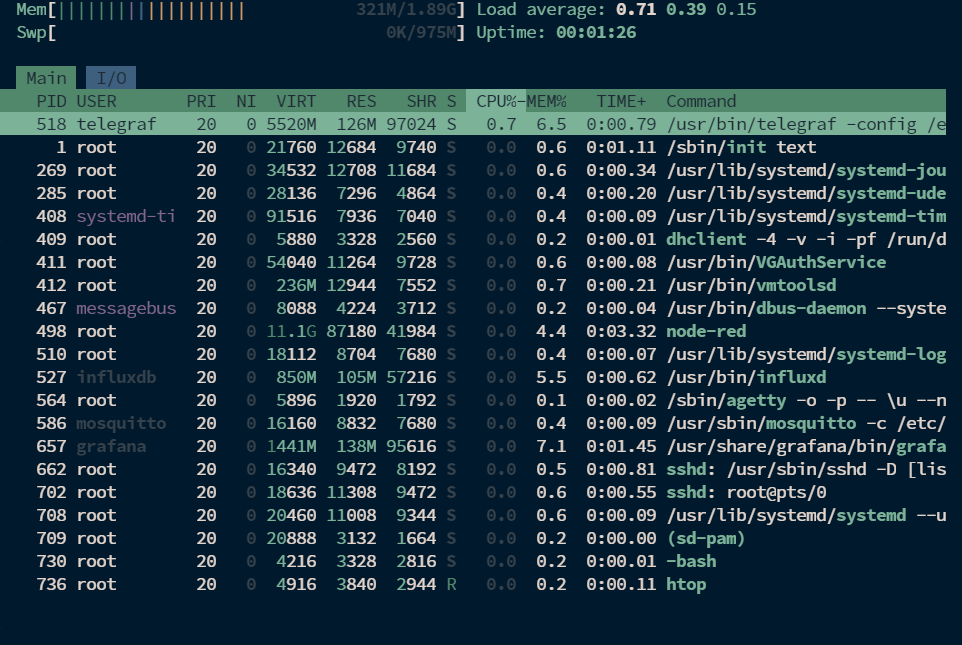 Mem[||||||||||||||||||| 321M/1.89G] Load average: 0.71 0.39 0.15
Swp[ 0K/975M] Uptime: 00:01:26
Main I/O
PID USER PRI NI VIRT RES SHR S CPU%-MEM% TIME+ Command
518 telegraf 20 0 5520M 126M 97024 S 0.7 6.5 0:00.79 /usr/bin/telegraf -config /e
1 root 20 0 21760 12684 9740 S 0.0 0.6 0:01.11 /sbin/init text
269 root 20 0 34532 12708 11684 S 0.0 0.6 0:00.34 /usr/lib/systemd/systemd-jou
285 root 20 0 28136 7296 4864 S 0.0 0.4 0:00.20 /usr/lib/systemd/systemd-ude
408 systemd-ti 20 0 91516 7936 7040 S 0.0 0.4 0:00.09 /usr/lib/systemd/systemd-tim
409 root 20 0 5880 3328 2560 S 0.0 0.2 0:00.01 dhclient -4 -v -i -pf /run/d
411 root 20 0 54040 11264 9728 S 0.0 0.6 0:00.08 /usr/bin/VGAuthService
412 root 20 0 236M 12944 7552 S 0.0 0.7 0:00.21 /usr/bin/vmtoolsd
467 messagebus 20 0 8088 4224 3712 S 0.0 0.2 0:00.04 /usr/bin/dbus-daemon --syste
498 root 20 0 11.1G 87180 41984 S 0.0 4.4 0:03.32 node-red
510 root 20 0 18112 8704 7680 S 0.0 0.4 0:00.07 /usr/lib/systemd/systemd-log
527 influxdb 20 0 850M 105M 57216 S 0.0 5.5 0:00.62 /usr/bin/influxd
564 root 20 0 5896 1920 1792 S 0.0 0.1 0:00.02 /sbin/agetty -o -p -- \u --n
586 mosquitto 20 0 16160 8832 7680 S 0.0 0.4 0:00.09 /usr/sbin/mosquitto -c /etc/
657 grafana 20 0 1441M 138M 95616 S 0.0 7.1 0:01.45 /usr/share/grafana/bin/grafa
662 root 20 0 16340 9472 8192 S 0.0 0.5 0:00.81 sshd: /usr/sbin/sshd -D [lis
702 root 20 0 18636 11308 9472 S 0.0 0.6 0:00.55 sshd: root@pts/0
708 root 20 0 20460 11008 9344 S 0.0 0.6 0:00.09 /usr/lib/systemd/systemd --u
709 root 20 0 20888 3132 1664 S 0.0 0.2 0:00.00 (sd-pam)
730 root 20 0 4216 3328 2816 S 0.0 0.2 0:00.01 -bash
736 root 20 0 4916 3840 2944 R 0.0 0.2 0:00.11 htop